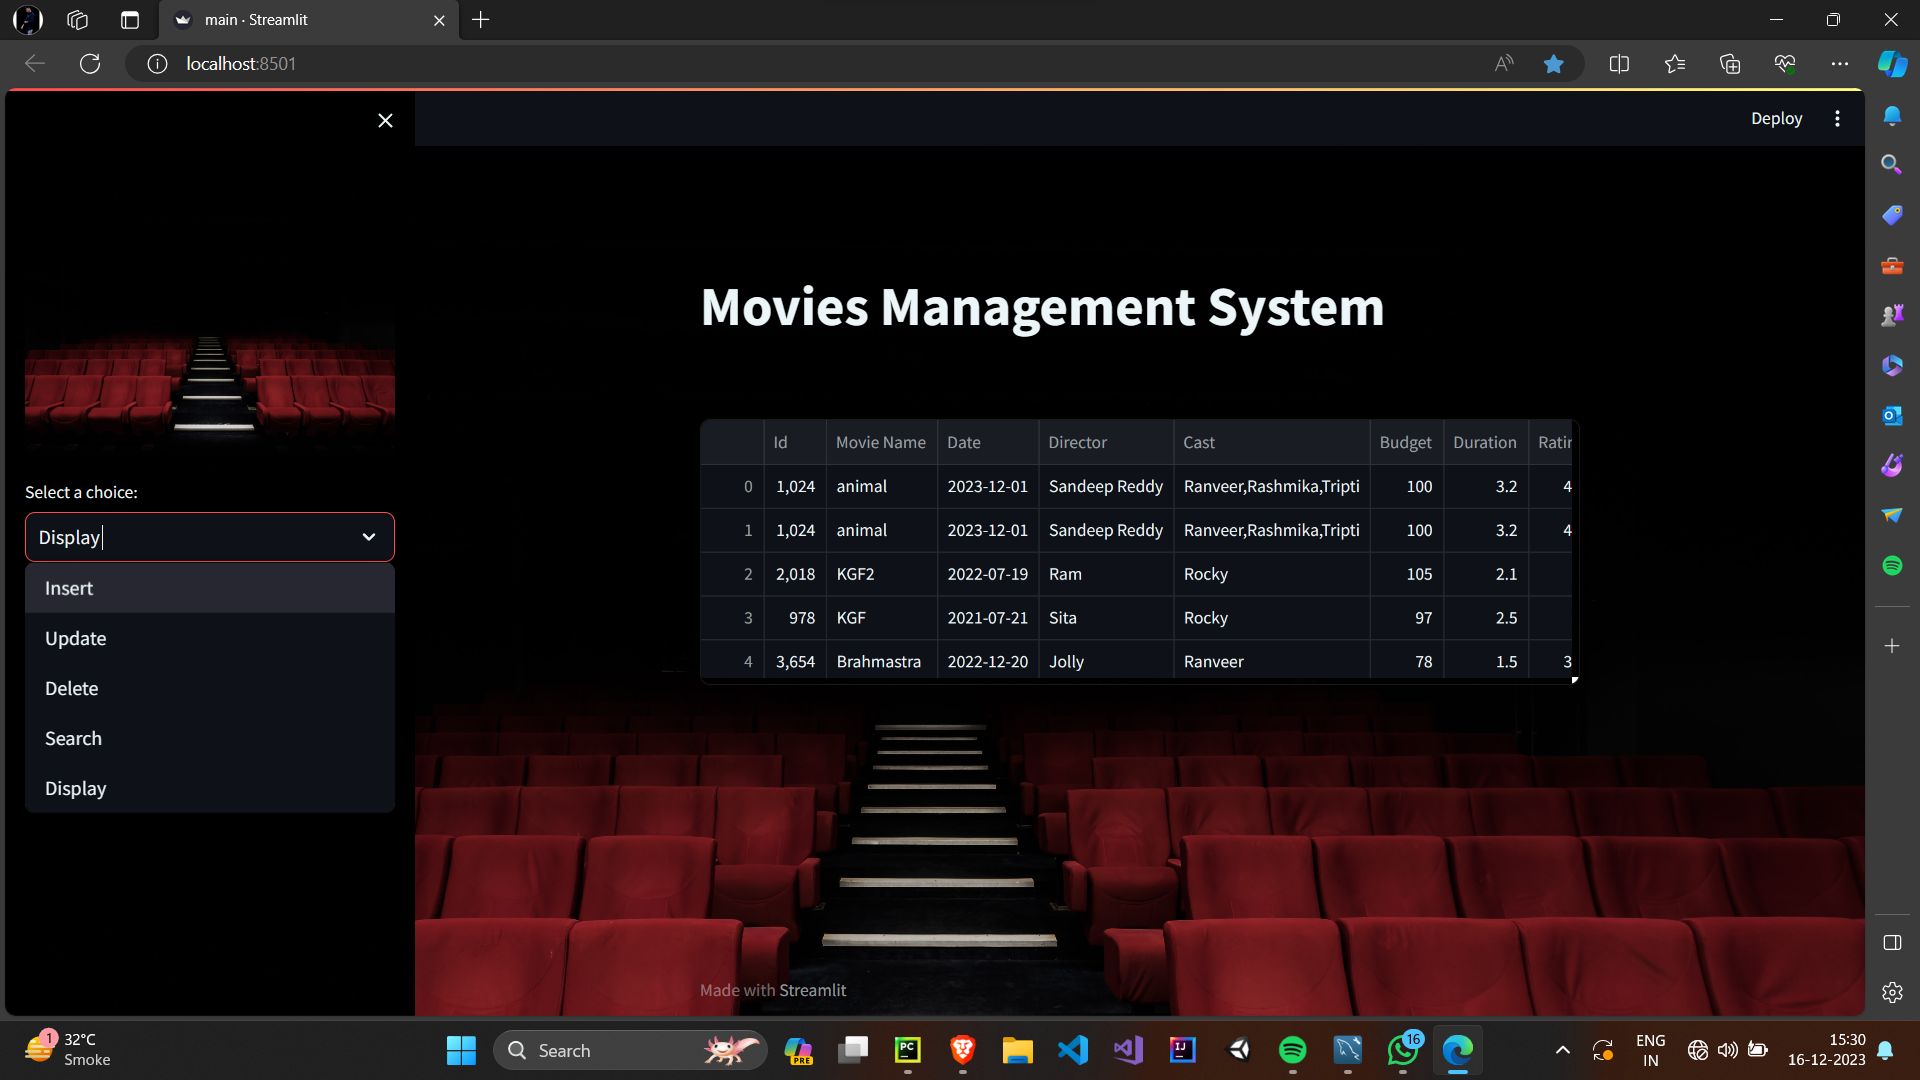 main · Streamlit
localhost:8501
Deploy
Movies Management System
Select a choice:
Display
Insert
Update
Delete
Search
Display
Id Movie Name Date Director Cast Budget Duration Ratin
0 1,024 animal 2023-12-01 Sandeep Reddy Ranveer,Rashmika,Tripti 100 3.2 4
1 1,024 animal 2023-12-01 Sandeep Reddy Ranveer,Rashmika,Tripti 100 3.2 4
2 2,018 KGF2 2022-07-19 Ram Rocky 105 2.1
3 978 KGF 2021-07-21 Sita Rocky 97 2.5
4 3,654 Brahmastra 2022-12-20 Jolly Ranveer 78 1.5 3
Made with Streamlit
1
32°C
Smoke
Search
PRE
PC
IJ
16
ENG
IN
15:30
16-12-2023